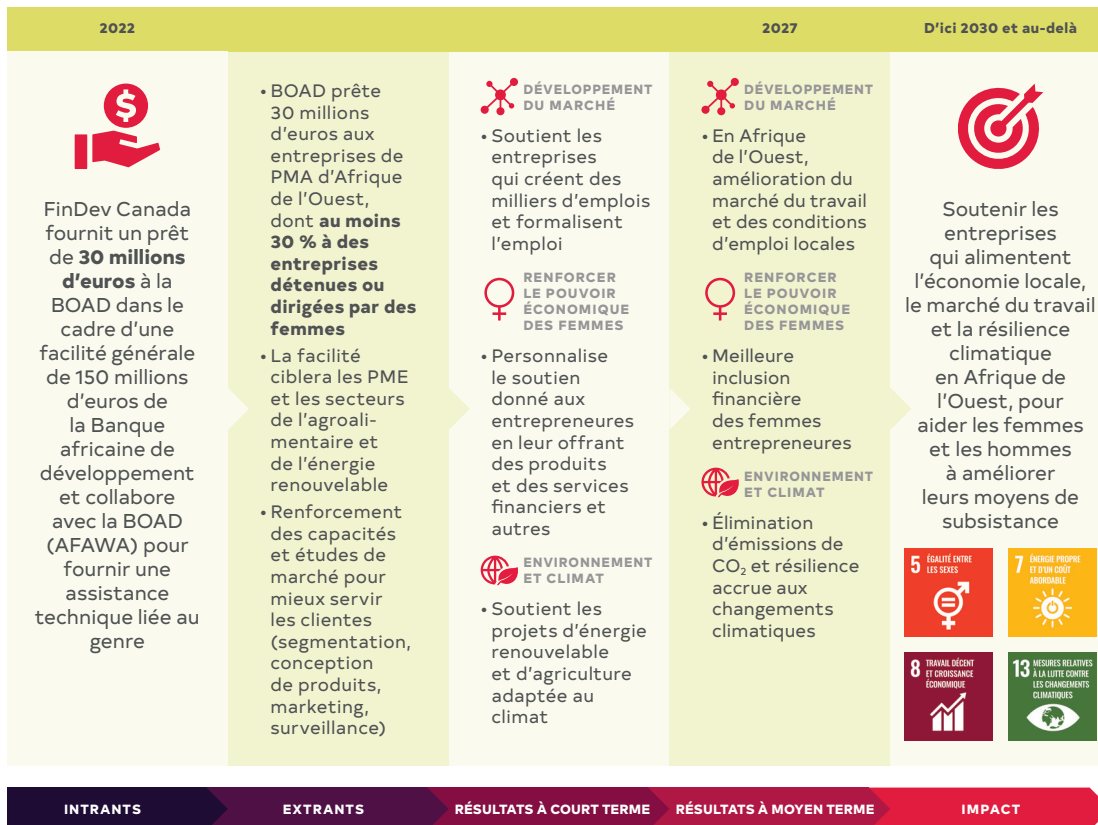 2022
2027
D'ici 2030 et au-delà
$
FinDev Canada
fournit un prêt
de 30 millions
d'euros à la
BOAD dans le
cadre d'une
facilité générale
de 150 millions
d'euros de
la Banque
africaine de
développement
et collabore
avec la BOAD
(AFAWA) pour
fournir une
assistance
technique liée au
genre
• BOAD prête
30 millions
d'euros aux
entreprises de
PMA d'Afrique
de l'Ouest,
dont au moins
30 % à des
entreprises
détenues ou
dirigées par des
femmes
• La facilité
ciblera les PME
et les secteurs
de l'agroali-
mentaire et
de l'énergie
renouvelable
• Renforcement
des capacités
et études de
marché pour
mieux servir
les clientes
(segmentation,
conception
de produits,
marketing,
surveillance)
DÉVELOPPEMENT
DU MARCHÉ
• Soutient les
entreprises
qui créent des
milliers d'emplois
et formalisent
l'emploi
RENFORCER
LE POUVOIR
ÉCONOMIQUE
DES FEMMES
• Personnalise
le soutien
donné aux
entrepreneures
en leur offrant
des produits
et des services
financiers et
autres
ENVIRONNEMENT
ET CLIMAT
• Soutient les
projets d'énergie
renouvelable
et d'agriculture
adaptée au
climat
DÉVELOPPEMENT
DU MARCHÉ
• En Afrique
de l'Ouest,
amélioration du
marché du travail
et des conditions
d'emploi locales
RENFORCER
LE POUVOIR
ÉCONOMIQUE
DES FEMMES
• Meilleure
inclusion
financière
des femmes
entrepreneures
ENVIRONNEMENT
ET CLIMAT
• Élimination
d'émissions de
CO₂ et résilience
accrue aux
changements
climatiques
Soutenir les
entreprises
qui alimentent
l'économie locale,
le marché du travail
et la résilience
climatique
en Afrique de
l'Ouest, pour
aider les femmes
et les hommes
à améliorer
leurs moyens de
subsistance
5 ÉGALITÉ ENTRE
LES SEXES
7 ÉNERGIE PROPRE
ET D'UN COÛT
ABORDABLE
8 TRAVAIL DÉCENT
ET CROISSANCE
ÉCONOMIQUE
13 MESURES RELATIVES
À LA LUTTE CONTRE
LES CHANGEMENTS
CLIMATIQUES
INTRANTS
EXTRANTS
RÉSULTATS À COURT TERME
RÉSULTATS À MOYEN TERME
IMPACT